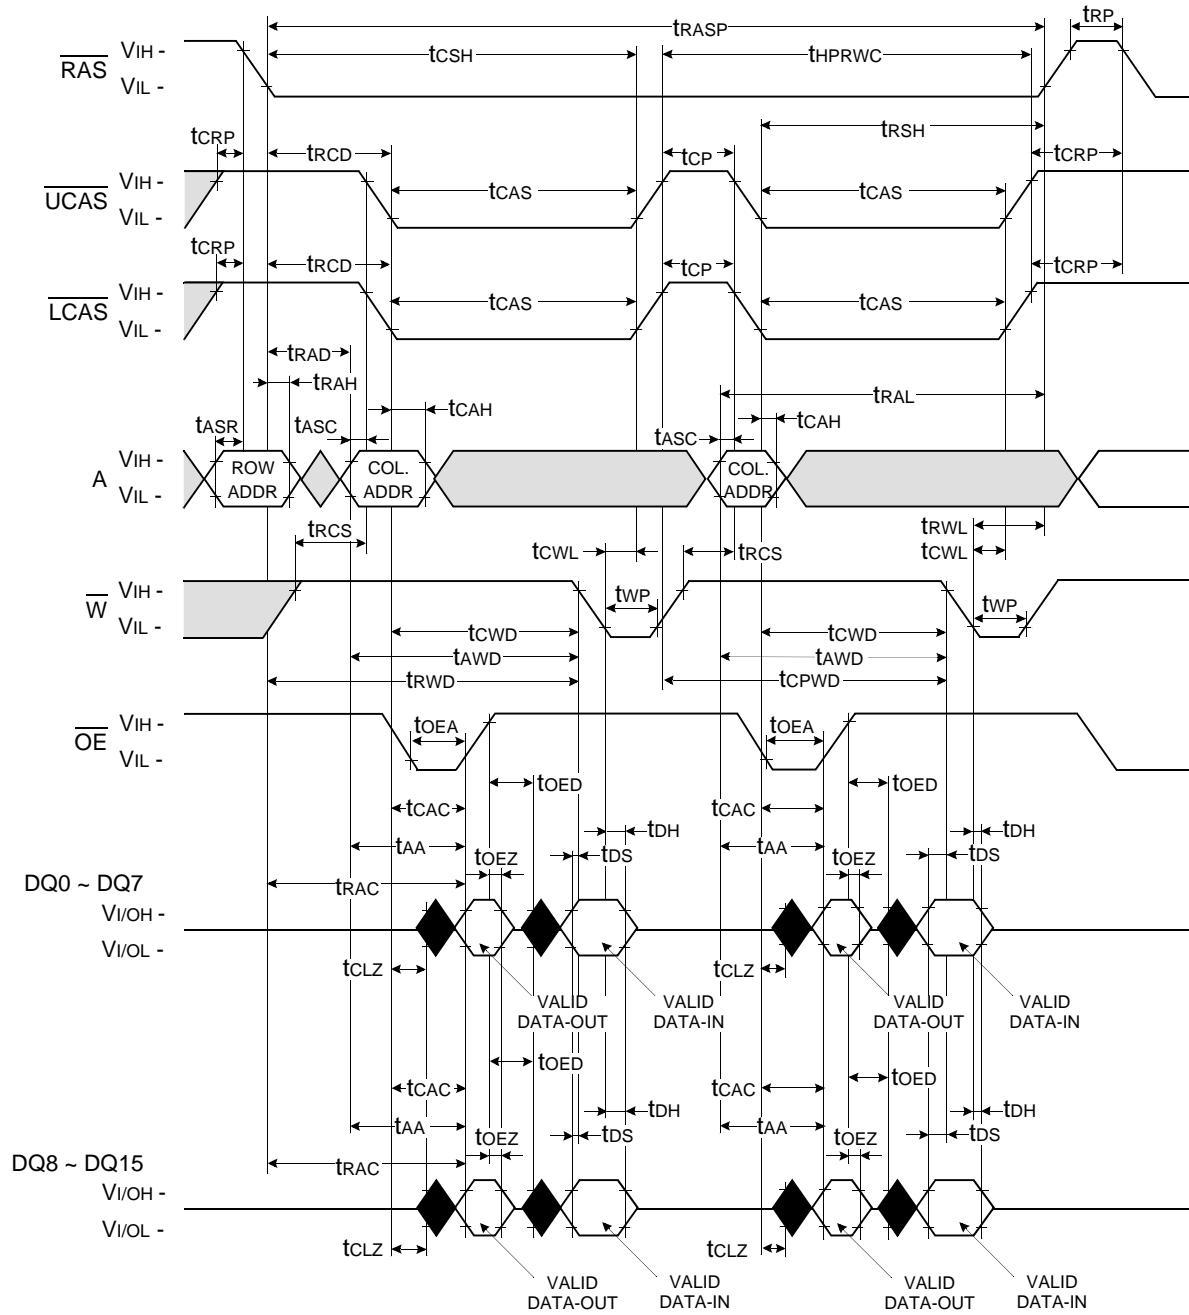 tRASP
tRP
tCSH
tHPRWC
RAS
VIH -
VIL -
tRSH
tCRP
tRCD
tCP
tCRP
UCAS
VIH -
VIL -
tCAS
tCAS
tCRP
tRCD
tCP
tCRP
LCAS
VIH -
VIL -
tCAS
tCAS
tRAD
tRAH
tRAL
tCAH
tCAH
tASR
tASC
tASC
A
VIH -
VIL -
ROW
ADDR
COL.
ADDR
COL.
ADDR
tRCS
tCWL
tRCS
tRWL
tCWL
W
VIH -
VIL -
tWP
tWP
tCWD
tCWD
tAWD
tAWD
tRWD
tCPWD
OE
VIH -
VIL -
tOEA
tOEA
tOED
tOED
tCAC
tCAC
tDH
tDH
tAA
tAA
tOEZ
tDS
tOEZ
tDS
DQ0 ~ DQ7
tRAC
VI/OH -
VI/OL -
tCLZ
tCLZ
VALID
DATA-OUT
VALID
DATA-IN
VALID
DATA-OUT
VALID
DATA-IN
tOED
tOED
tCAC
tCAC
tDH
tDH
tAA
tAA
tOEZ
tDS
tOEZ
tDS
DQ8 ~ DQ15
tRAC
VI/OH -
VI/OL -
tCLZ
tCLZ
VALID
DATA-OUT
VALID
DATA-IN
VALID
DATA-OUT
VALID
DATA-IN